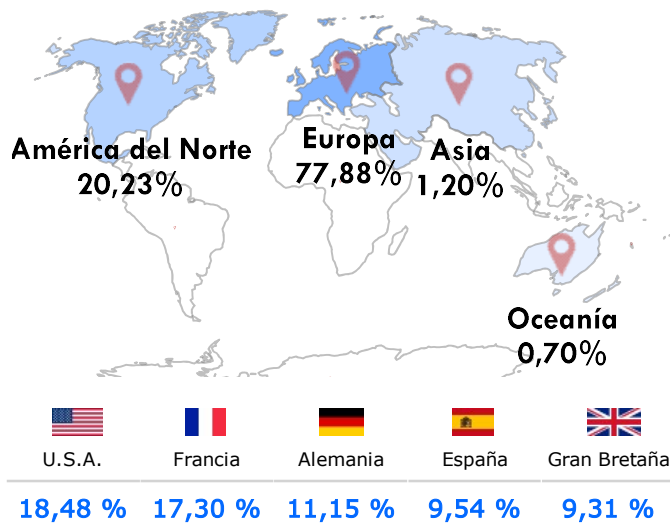 América del Norte
20,23%
Europa
77,88%
Asia
1,20%
Oceanía
0,70%
U.S.A. Francia Alemania España Gran Bretaña
18,48 % 17,30 % 11,15 % 9,54 % 9,31 %